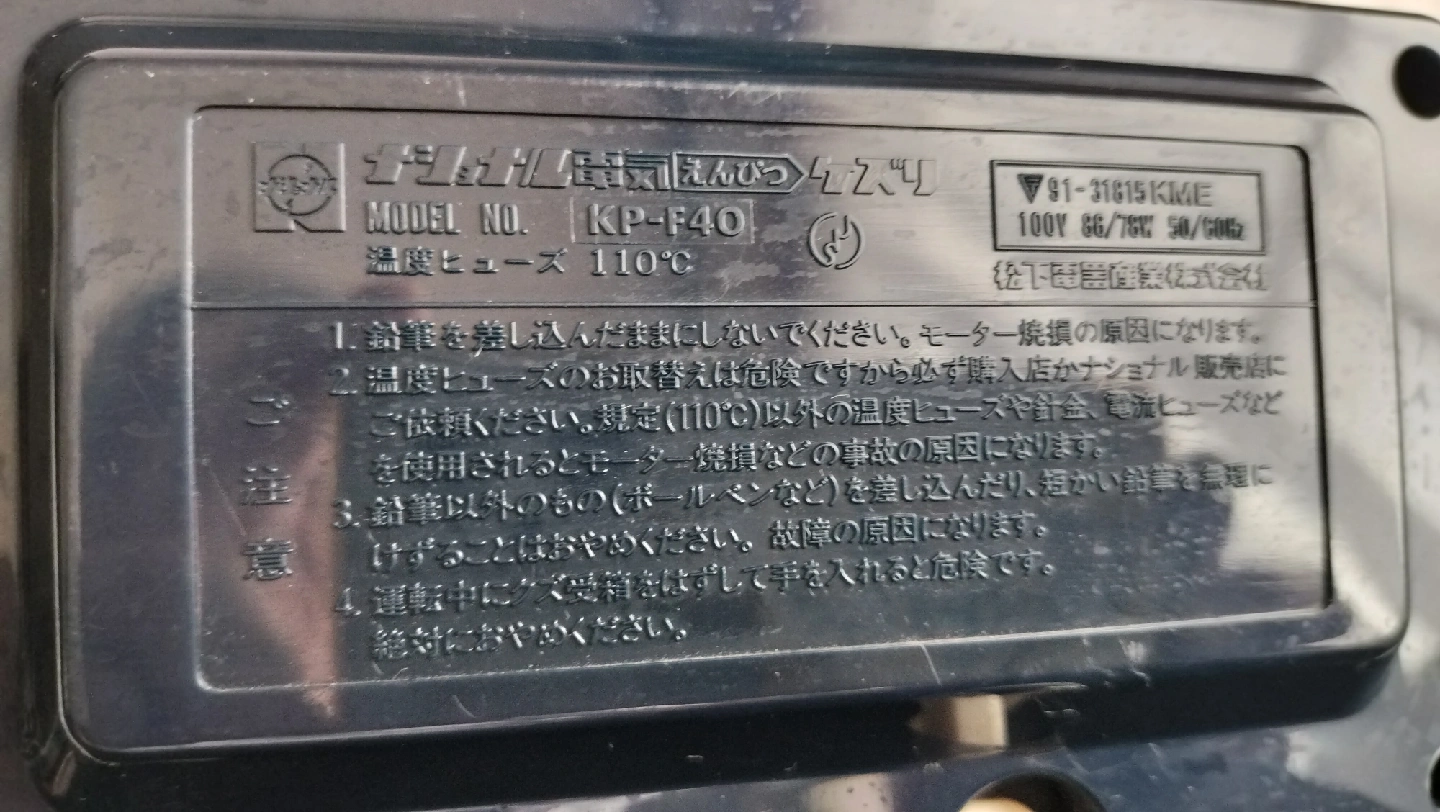 ナショナル
ナショナル電気えんぴつケズリ
MODEL NO. KP-F40
温度ヒューズ 110℃
91-31615 KME
100V 86/78W 50/60Hz
松下電器産業株式会社
ご注意
1. 鉛筆を差し込んだままにしないでください。モーター焼損の原因になります。
2. 温度ヒューズのお取替えは危険ですから必ず購入店かナショナル販売店に
ご依頼ください。規定(110℃)以外の温度ヒューズや針金、電流ヒューズなど
を使用されるとモーター焼損などの事故の原因になります。
3. 鉛筆以外のもの(ボールペンなど)を差し込んだり、短かい鉛筆を無理に
けずることはおやめください。故障の原因になります。
4. 運転中にクズ受箱をはずして手を入れると危険です。
絶対におやめください。